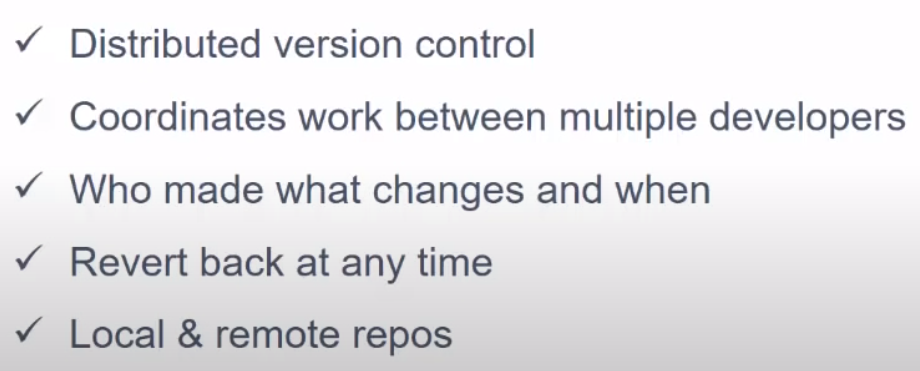 ✓ Distributed version control
✓ Coordinates work between multiple developers
✓ Who made what changes and when
✓ Revert back at any time
✓ Local & remote repos